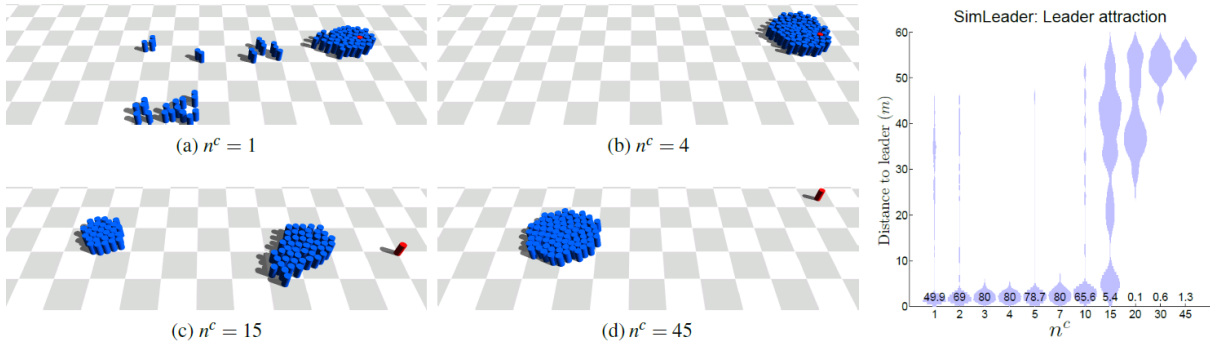 (a) n^c = 1
(b) n^c = 4
(c) n^c = 15
(d) n^c = 45
SimLeader: Leader attraction
Distance to leader (m)
60
50
40
30
20
10
0
49.9 69 80 80 78.7 80 65.6 5.4 0.1 0.6 1.3
1 2 3 4 5 7 10 15 20 30 45
n^c